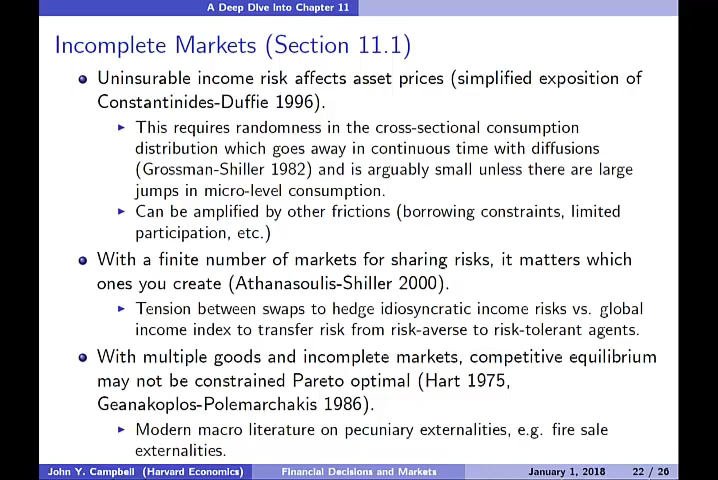 A Deep Dive Into Chapter 11
Incomplete Markets (Section 11.1)
Uninsurable income risk affects asset prices (simplified exposition of
Constantinides-Duffie 1996).
This requires randomness in the cross-sectional consumption
distribution which goes away in continuous time with diffusions
(Grossman-Shiller 1982) and is arguably small unless there are large
jumps in micro-level consumption.
Can be amplified by other frictions (borrowing constraints, limited
participation, etc.)
With a finite number of markets for sharing risks, it matters which
ones you create (Athanasoulis-Shiller 2000).
Tension between swaps to hedge idiosyncratic income risks vs. global
income index to transfer risk from risk-averse to risk-tolerant agents.
With multiple goods and incomplete markets, competitive equilibrium
may not be constrained Pareto optimal (Hart 1975,
Geanakoplos-Polemarchakis 1986).
Modern macro literature on pecuniary externalities, e.g. fire sale
externalities.
John Y. Campbell (Harvard Economics) Financial Decisions and Markets January 1, 2018 22 / 26